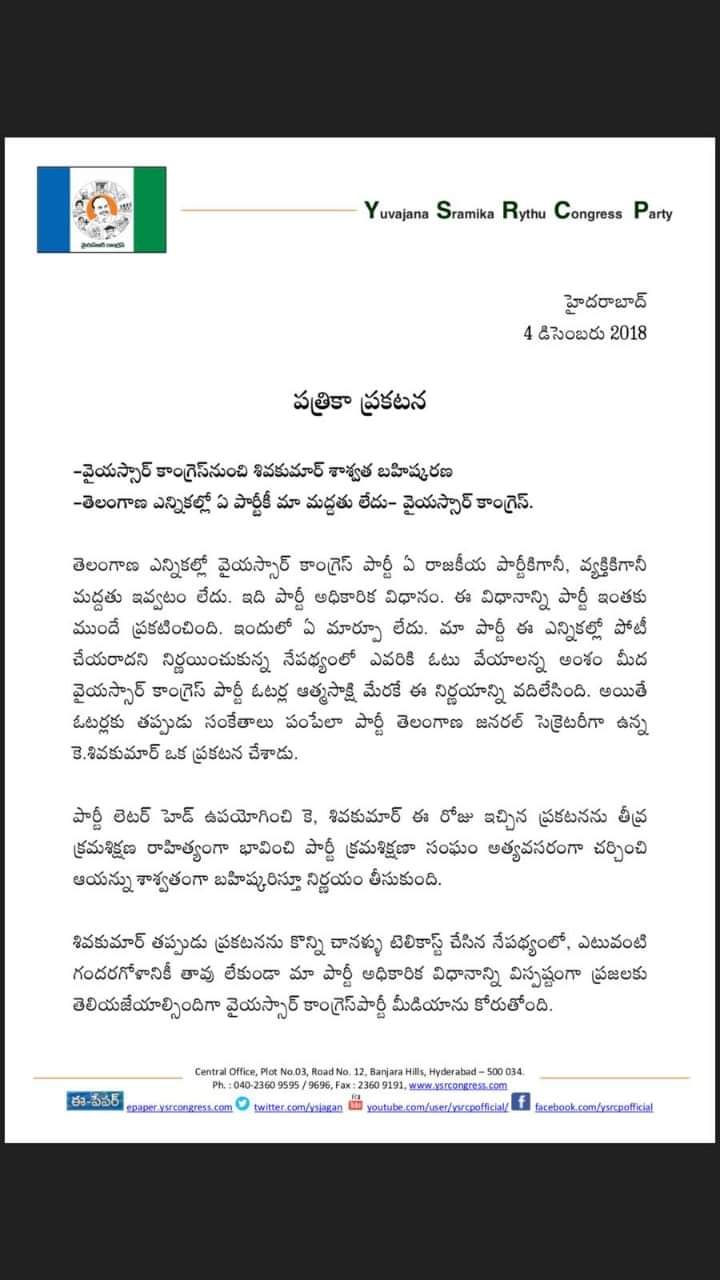 వైయస్సార్ కాంగ్రెస్
Yuvajana Sramika Rythu Congress Party
హైదరాబాద్
4 డిసెంబరు 2018
పత్రికా ప్రకటన
-వైయస్సార్ కాంగ్రెస్‌నుంచి శివకుమార్ శాశ్వత బహిష్కరణ
-తెలంగాణ ఎన్నికల్లో ఏ పార్టీకీ మా మద్దతు లేదు- వైయస్సార్ కాంగ్రెస్.
తెలంగాణ ఎన్నికల్లో వైయస్సార్ కాంగ్రెస్ పార్టీ ఏ రాజకీయ పార్టీకిగానీ, వ్యక్తికిగానీ
మద్దతు ఇవ్వటం లేదు. ఇది పార్టీ అధికారిక విధానం. ఈ విధానాన్ని పార్టీ ఇంతకు
ముందే ప్రకటించింది. ఇందులో ఏ మార్పూ లేదు. మా పార్టీ ఈ ఎన్నికల్లో పోటీ
చేయరాదని నిర్ణయించుకున్న నేపథ్యంలో ఎవరికి ఓటు వేయాలన్న అంశం మీద
వైయస్సార్ కాంగ్రెస్ పార్టీ ఓటర్ల ఆత్మసాక్షి మేరకే ఈ నిర్ణయాన్ని వదిలేసింది. అయితే
ఓటర్లకు తప్పుడు సంకేతాలు పంపేలా పార్టీ తెలంగాణ జనరల్ సెక్రెటరీగా ఉన్న
కె.శివకుమార్ ఒక ప్రకటన చేశాడు.
పార్టీ లెటర్ హెడ్ ఉపయోగించి కె, శివకుమార్ ఈ రోజు ఇచ్చిన ప్రకటనను తీవ్ర
క్రమశిక్షణ రాహిత్యంగా భావించి పార్టీ క్రమశిక్షణా సంఘం అత్యవసరంగా చర్చించి
ఆయన్ను శాశ్వతంగా బహిష్కరిస్తూ నిర్ణయం తీసుకుంది.
శివకుమార్ తప్పుడు ప్రకటనను కొన్ని చానళ్ళు టెలికాస్ట్ చేసిన నేపథ్యంలో, ఎటువంటి
గందరగోళానికీ తావు లేకుండా మా పార్టీ అధికారిక విధానాన్ని విస్పష్టంగా ప్రజలకు
తెలియజేయాల్సిందిగా వైయస్సార్ కాంగ్రెస్‌పార్టీ మీడియాను కోరుతోంది.
Central Office, Plot No.03, Road No. 12, Banjara Hills, Hyderabad – 500 034.
Ph. : 040-2360 9595 / 9696, Fax : 2360 9191, www.ysrcongress.com
ఈ-పేపర్ epaper.ysrcongress.com twitter.com/ysjagan You Tube youtube.com/user/ysrcpofficial/ f facebook.com/ysrcpofficial